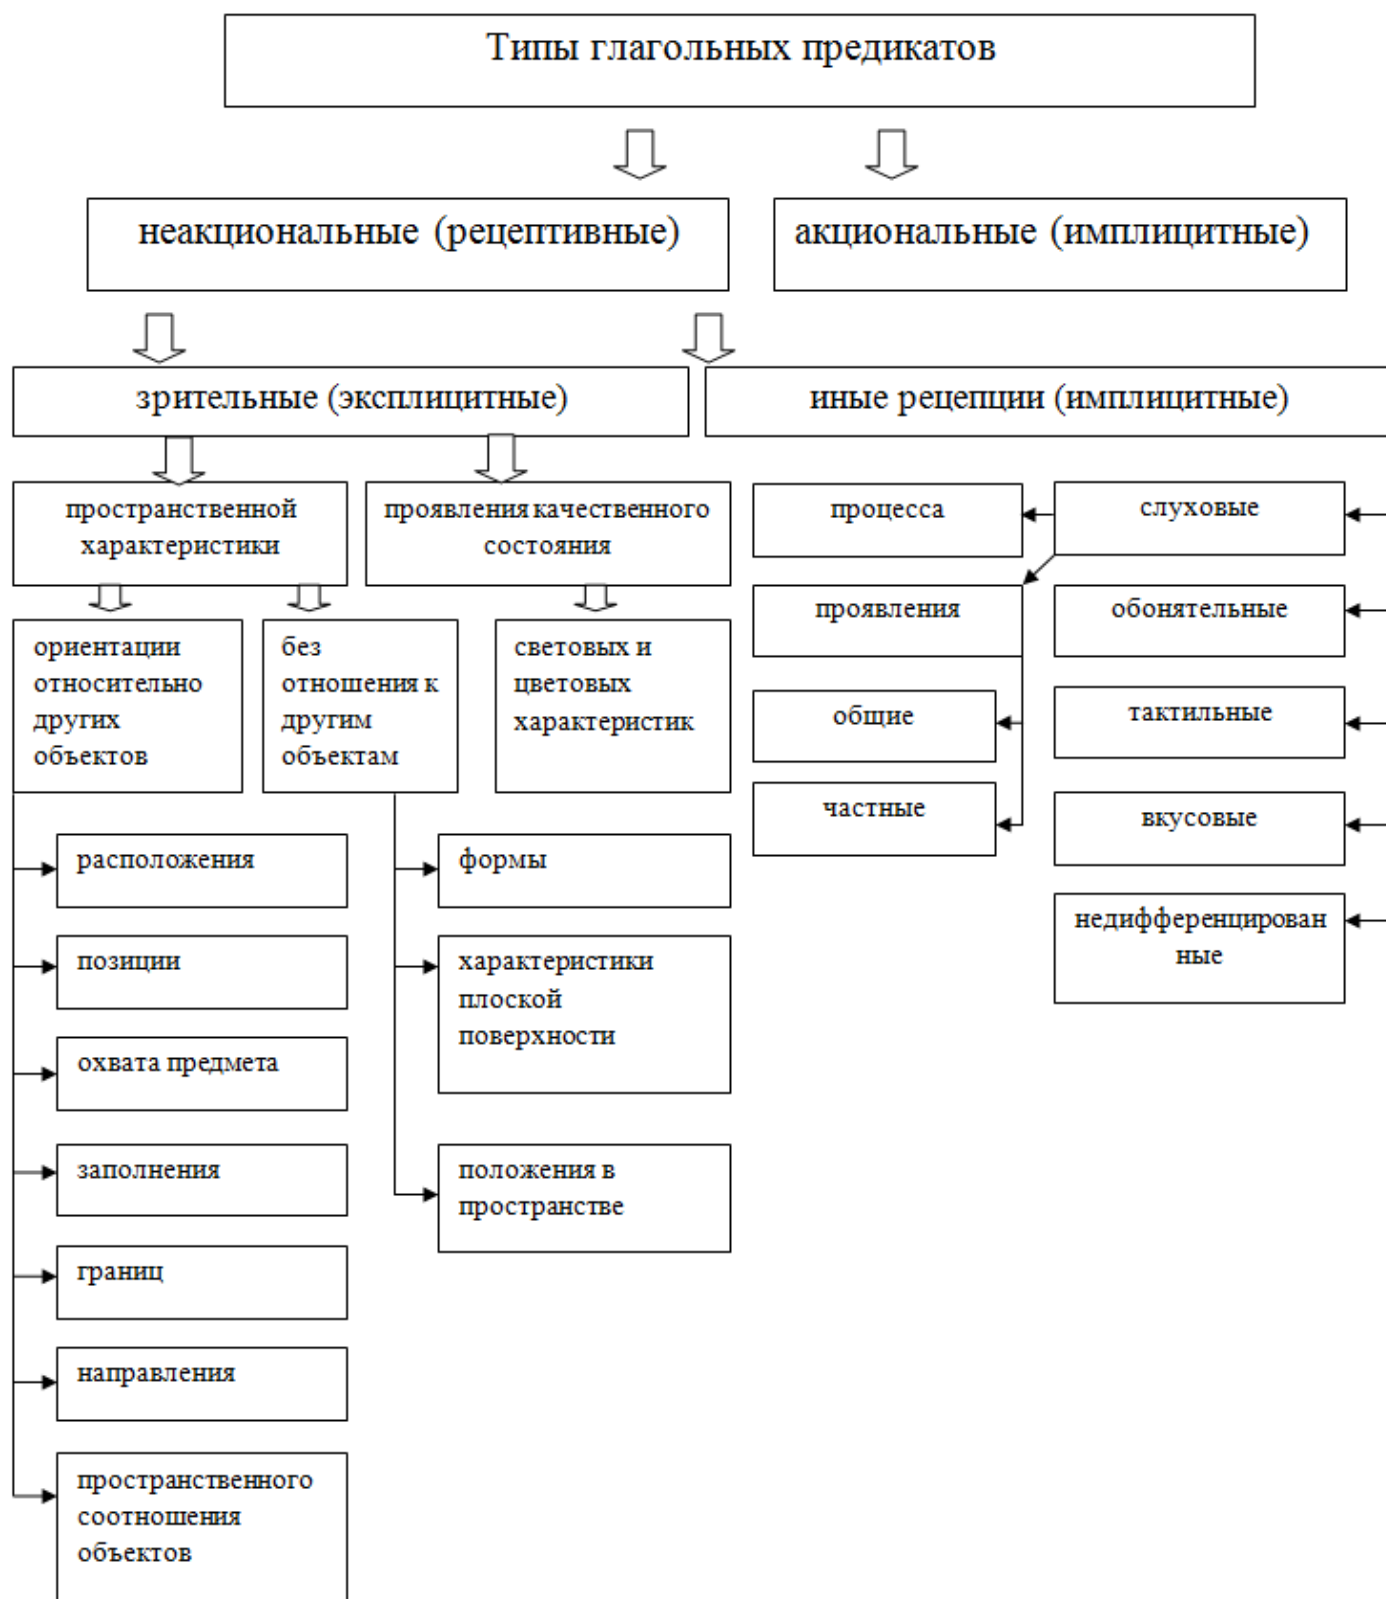 Типы глагольных предикатов
неакциональные (рецептивные)
акциональные (имплицитные)
зрительные (эксплицитные)
иные рецепции (имплицитные)
пространственной
характеристики
проявления качественного
состояния
процесса
слуховые
проявления
обонятельные
ориентации
относительно
других
объектов
без
отношения к
другим
объектам
световых и
цветовых
характеристик
общие
тактильные
частные
вкусовые
недифференцирован
ные
расположения
позиции
охвата предмета
заполнения
границ
направления
пространственного
соотношения
объектов
формы
характеристики
плоской
поверхности
положения в
пространстве